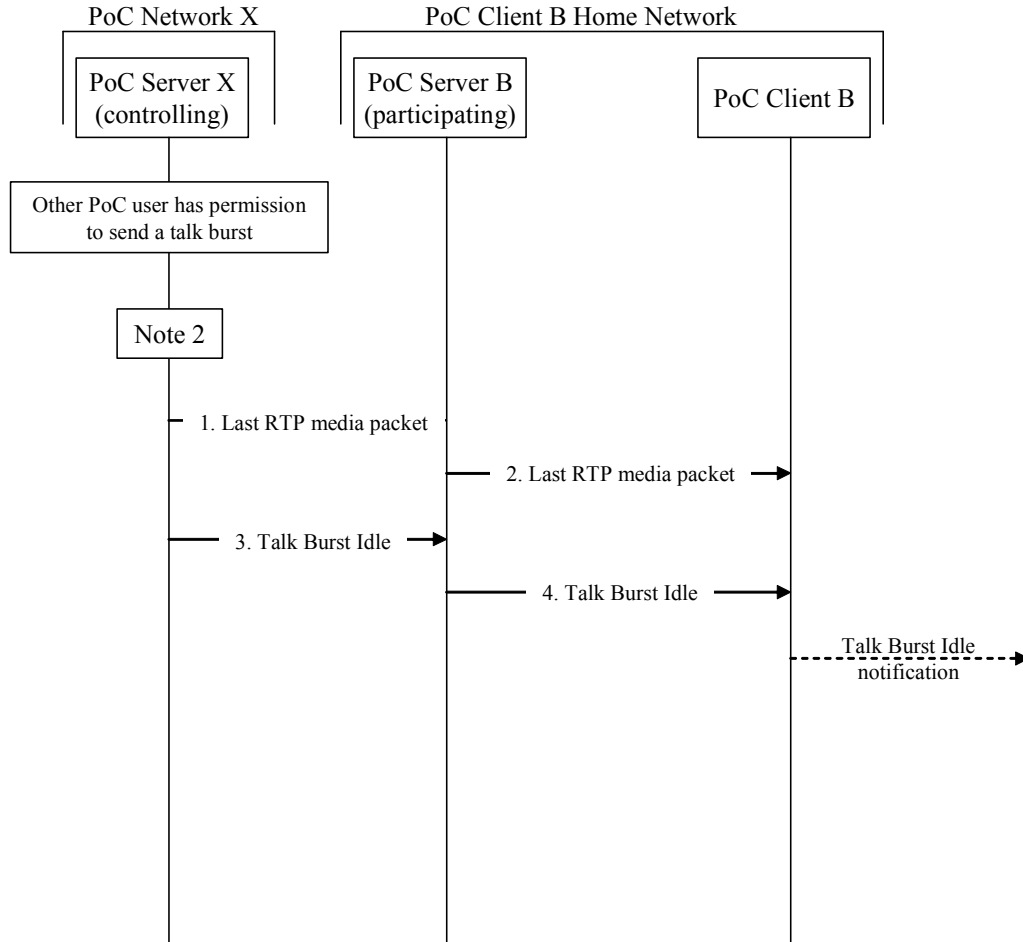 PoC Network X
PoC Client B Home Network
PoC Server X
(controlling)
PoC Server B
(participating)
PoC Client B
Other PoC user has permission
to send a talk burst
Note 2
1. Last RTP media packet
2. Last RTP media packet
3. Talk Burst Idle
4. Talk Burst Idle
Talk Burst Idle
notification